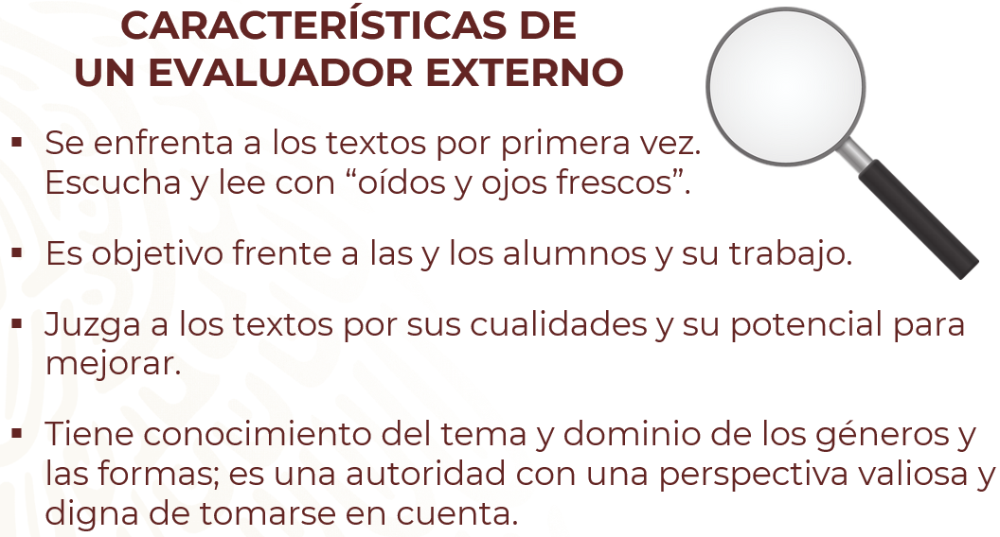 CARACTERÍSTICAS DE
UN EVALUADOR EXTERNO
▪ Se enfrenta a los textos por primera vez.
Escucha y lee con “oídos y ojos frescos”.
▪ Es objetivo frente a las y los alumnos y su trabajo.
▪ Juzga a los textos por sus cualidades y su potencial para
mejorar.
▪ Tiene conocimiento del tema y dominio de los géneros y
las formas; es una autoridad con una perspectiva valiosa y
digna de tomarse en cuenta.